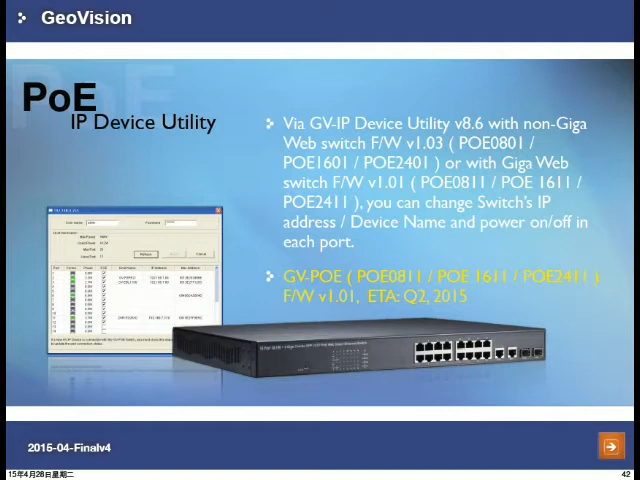 GeoVision
PoE
IP Device Utility
Via GV-IP Device Utility v8.6 with non-Giga
Web switch F/W v1.03 ( POE0801 /
POE1601 / POE2401 ) or with Giga Web
switch F/W v1.01 ( POE0811 / POE 1611 /
POE2411 ), you can change Switch's IP
address / Device Name and power on/off in
each port.
GV-POE ( POE0811 / POE 1611 / POE2411 )
F/W v1.01, ETA: Q2, 2015
2015-04-Finalv4
15年4月28日星期二
42